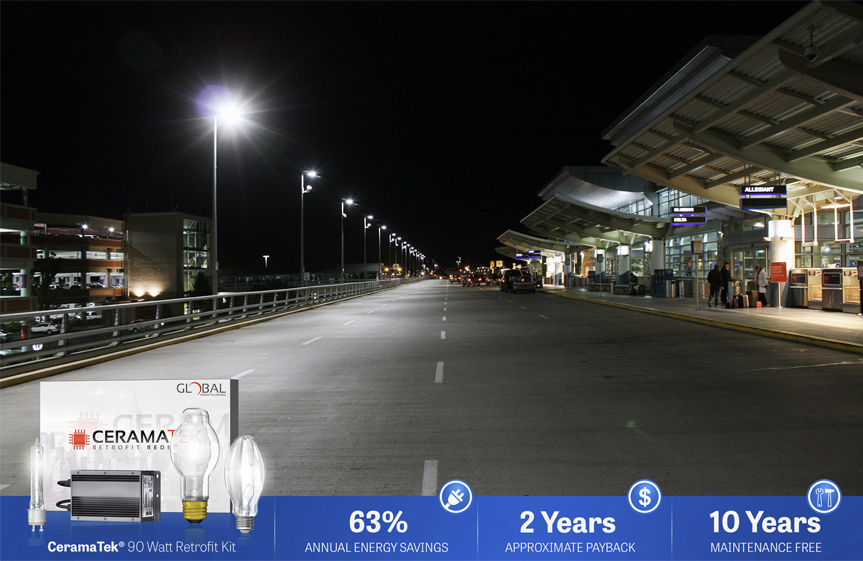 ALLEGIANT
DELTA
GLOBAL
CERAMATEK
RETROFIT
CeramaTek® 90 Watt Retrofit Kit
63%
ANNUAL ENERGY SAVINGS
$
2 Years
APPROXIMATE PAYBACK
10 Years
MAINTENANCE FREE